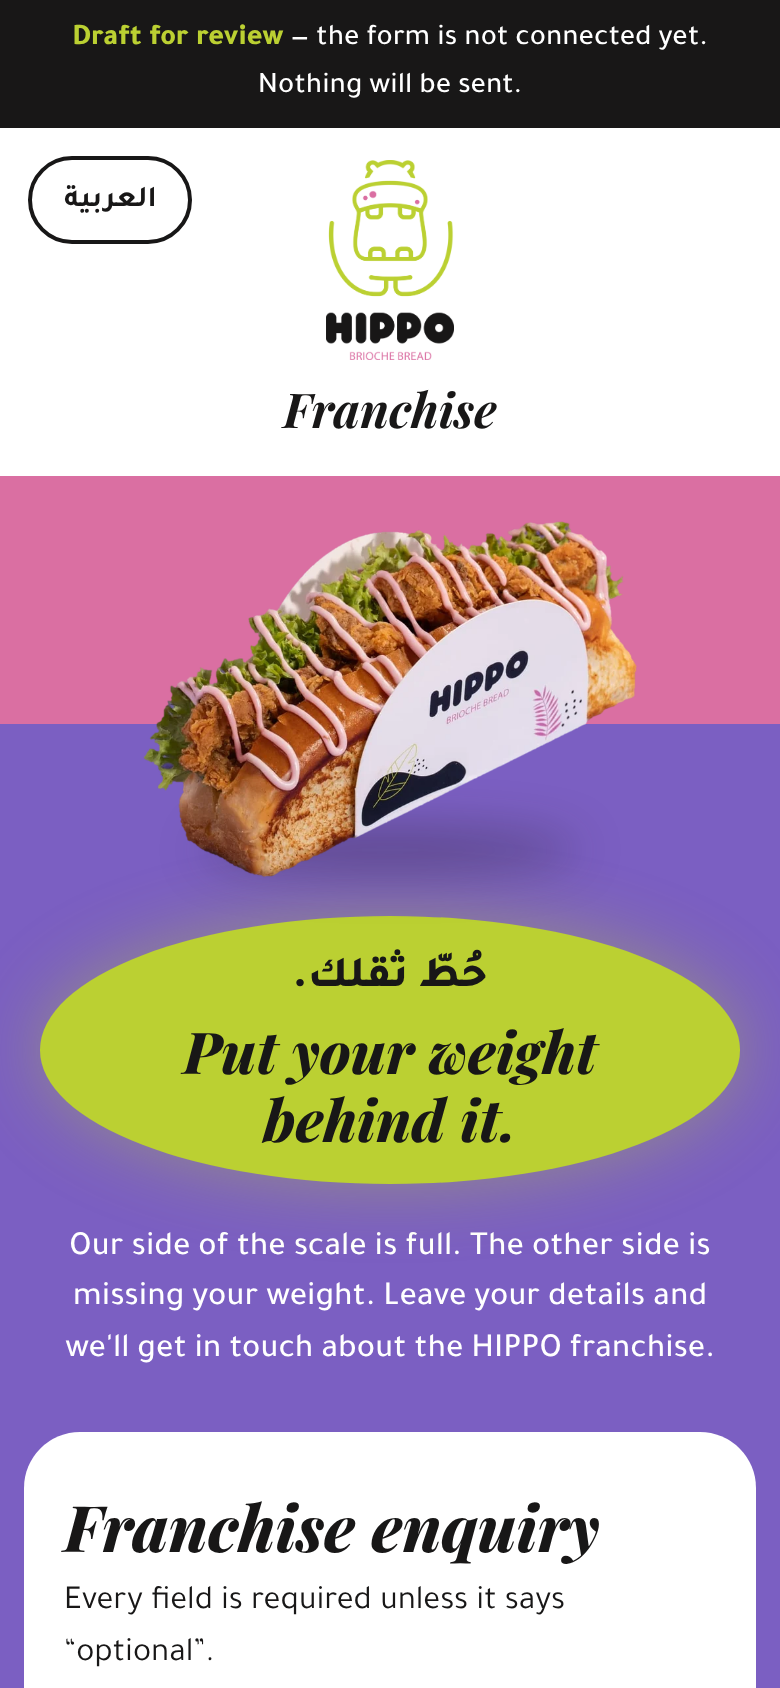 Draft for review – the form is not connected yet.
Nothing will be sent.
العربية
HIPPO
BRIOCHE BREAD
Franchise
HIPPO
BRIOCHE BREAD
حُطّ ثقلك.
Put your weight
behind it.
Our side of the scale is full. The other side is
missing your weight. Leave your details and
we'll get in touch about the HIPPO franchise.
Franchise enquiry
Every field is required unless it says
“optional”.